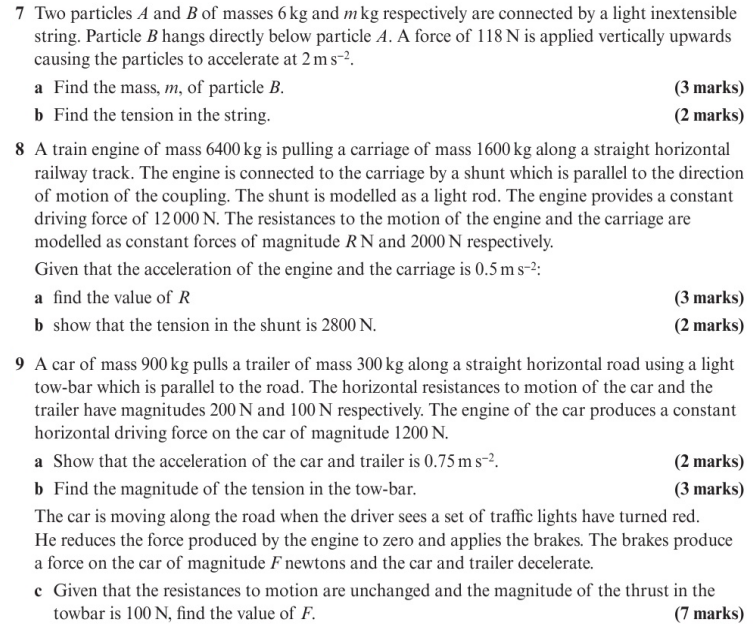 7 Two particles A and B of masses 6 kg and m kg respectively are connected by a light inextensible
string. Particle B hangs directly below particle A. A force of 118 N is applied vertically upwards
causing the particles to accelerate at 2 m s⁻².
a Find the mass, m, of particle B. (3 marks)
b Find the tension in the string. (2 marks)
8 A train engine of mass 6400 kg is pulling a carriage of mass 1600 kg along a straight horizontal
railway track. The engine is connected to the carriage by a shunt which is parallel to the direction
of motion of the coupling. The shunt is modelled as a light rod. The engine provides a constant
driving force of 12 000 N. The resistances to the motion of the engine and the carriage are
modelled as constant forces of magnitude R N and 2000 N respectively.
Given that the acceleration of the engine and the carriage is 0.5 m s⁻²:
a find the value of R (3 marks)
b show that the tension in the shunt is 2800 N. (2 marks)
9 A car of mass 900 kg pulls a trailer of mass 300 kg along a straight horizontal road using a light
tow-bar which is parallel to the road. The horizontal resistances to motion of the car and the
trailer have magnitudes 200 N and 100 N respectively. The engine of the car produces a constant
horizontal driving force on the car of magnitude 1200 N.
a Show that the acceleration of the car and trailer is 0.75 m s⁻². (2 marks)
b Find the magnitude of the tension in the tow-bar. (3 marks)
The car is moving along the road when the driver sees a set of traffic lights have turned red.
He reduces the force produced by the engine to zero and applies the brakes. The brakes produce
a force on the car of magnitude F newtons and the car and trailer decelerate.
c Given that the resistances to motion are unchanged and the magnitude of the thrust in the
towbar is 100 N, find the value of F. (7 marks)